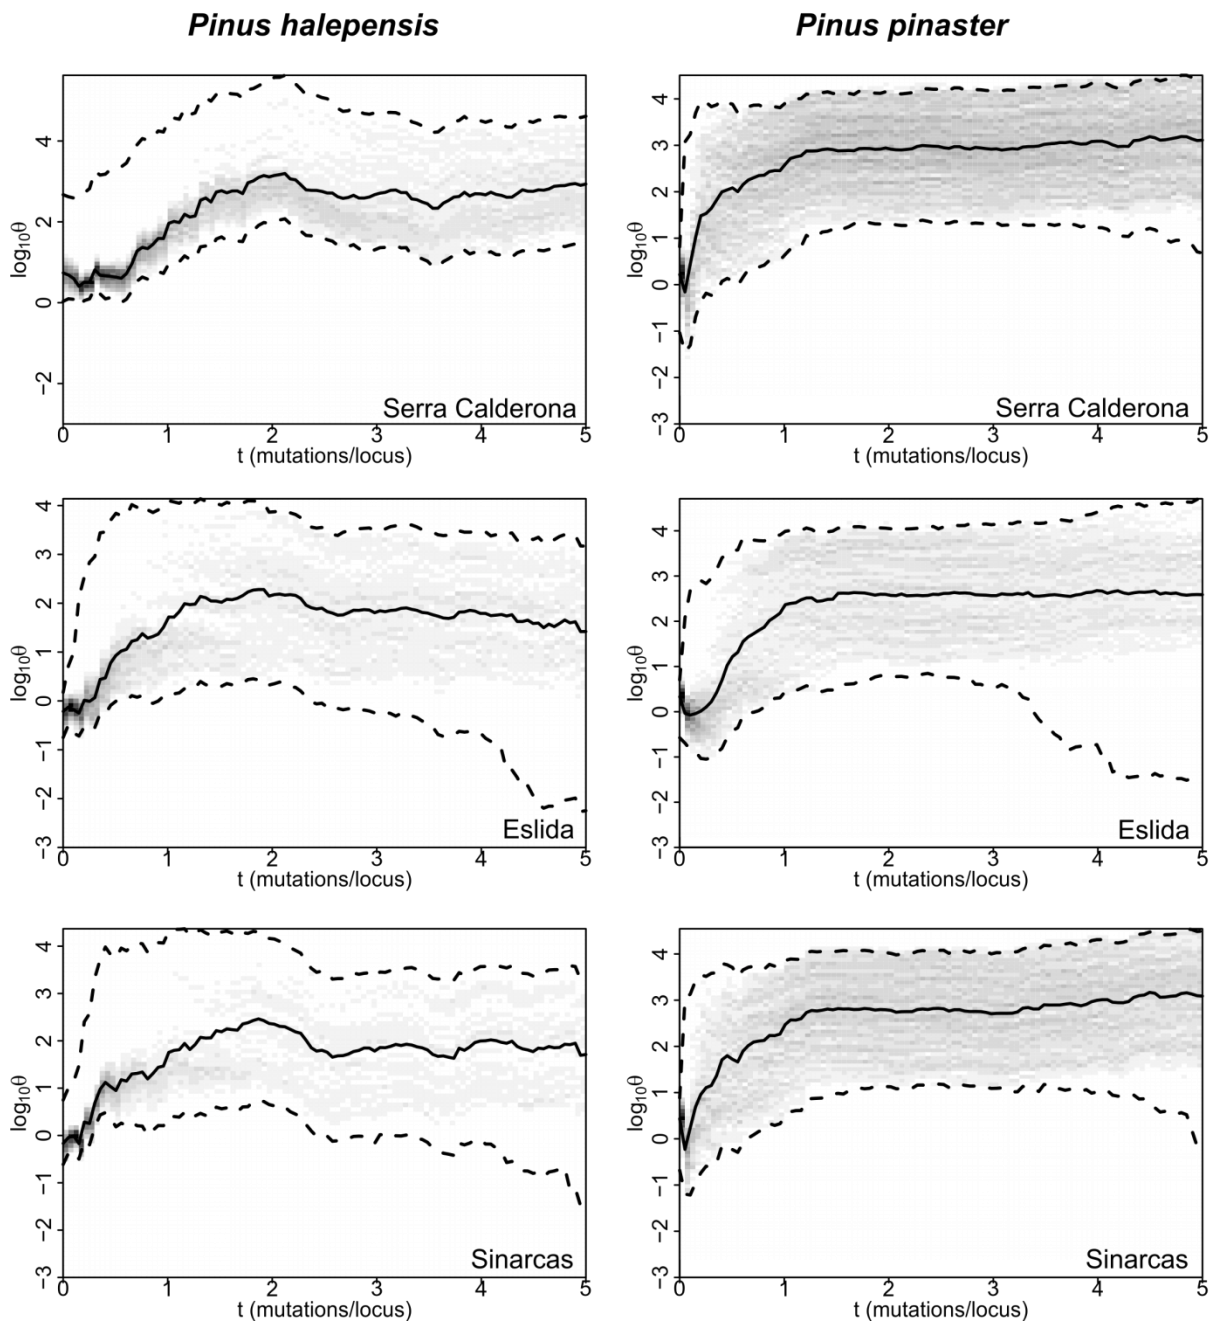 Pinus halepensis
Pinus pinaster
log10θ
4
2
0
−2
Serra Calderona
0 1 2 3 4 5
t (mutations/locus)
log10θ
4
3
2
1
0
−1
−2
−3
Serra Calderona
0 1 2 3 4 5
t (mutations/locus)
log10θ
4
3
2
1
0
−1
−2
−3
Eslida
0 1 2 3 4 5
t (mutations/locus)
log10θ
4
3
2
1
0
−1
−2
−3
Eslida
0 1 2 3 4 5
t (mutations/locus)
log10θ
4
3
2
1
0
−1
−2
−3
Sinarcas
0 1 2 3 4 5
t (mutations/locus)
log10θ
4
3
2
1
0
−1
−2
−3
Sinarcas
0 1 2 3 4 5
t (mutations/locus)